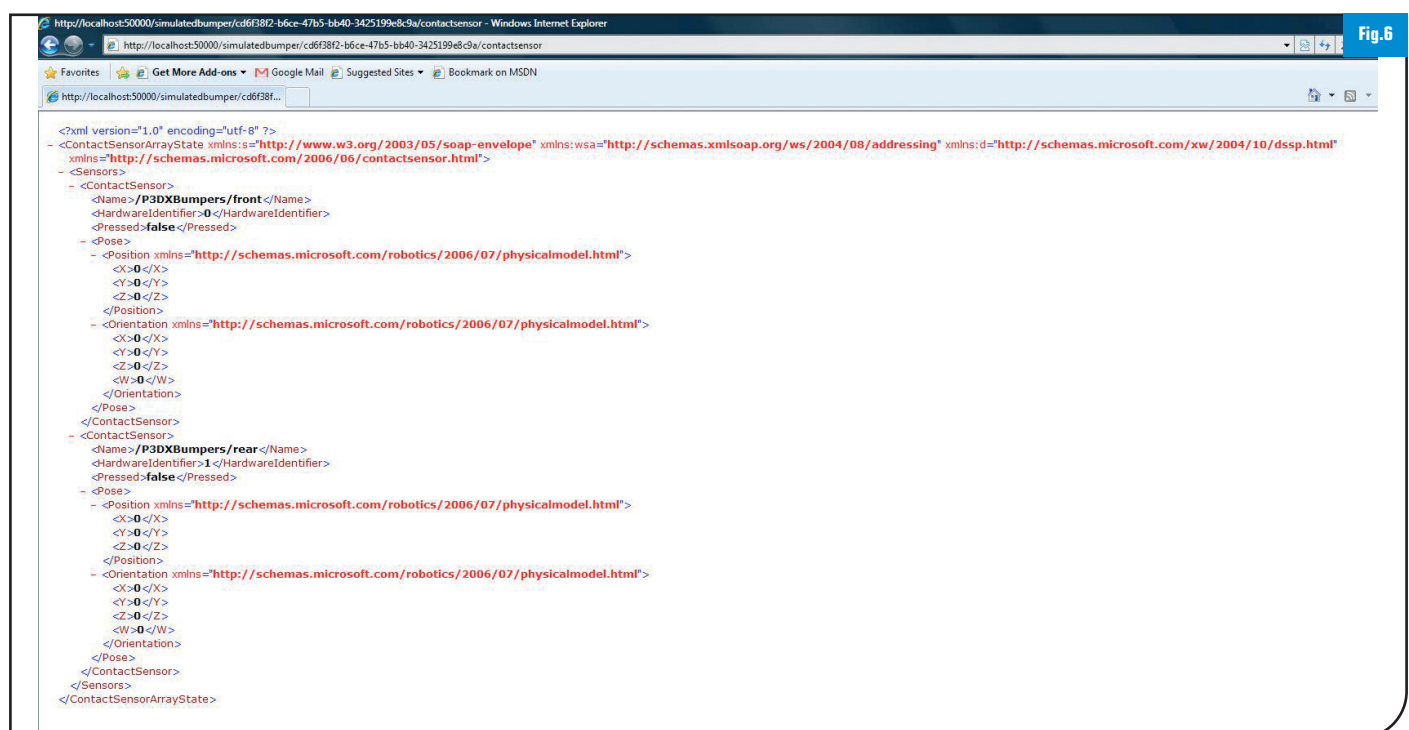 http://localhost:50000/simulatedbumper/cd6f38f2-b6ce-47b5-bb40-3425199e8c9a/contactsensor - Windows Internet Explorer
Fig.6
http://localhost:50000/simulatedbumper/cd6f38f2-b6ce-47b5-bb40-3425199e8c9a/contactsensor
Favorites Get More Add-ons Google Mail Suggested Sites Bookmark on MSDN
http://localhost:50000/simulatedbumper/cd6f38f...
<?xml version="1.0" encoding="utf-8" ?>
- <ContactSensorArrayState xmlns:s="http://www.w3.org/2003/05/soap-envelope" xmlns:wsa="http://schemas.xmlsoap.org/ws/2004/08/addressing" xmlns:d="http://schemas.microsoft.com/xw/2004/10/dssp.html"
xmlns="http://schemas.microsoft.com/2006/06/contactsensor.html">
- <Sensors>
- <ContactSensor>
<Name>/P3DXBumpers/front</Name>
<HardwareIdentifier>0</HardwareIdentifier>
<Pressed>false</Pressed>
- <Pose>
- <Position xmlns="http://schemas.microsoft.com/robotics/2006/07/physicalmodel.html">
<X>0</X>
<Y>0</Y>
<Z>0</Z>
</Position>
- <Orientation xmlns="http://schemas.microsoft.com/robotics/2006/07/physicalmodel.html">
<X>0</X>
<Y>0</Y>
<Z>0</Z>
<W>0</W>
</Orientation>
</Pose>
</ContactSensor>
- <ContactSensor>
<Name>/P3DXBumpers/rear</Name>
<HardwareIdentifier>1</HardwareIdentifier>
<Pressed>false</Pressed>
- <Pose>
- <Position xmlns="http://schemas.microsoft.com/robotics/2006/07/physicalmodel.html">
<X>0</X>
<Y>0</Y>
<Z>0</Z>
</Position>
- <Orientation xmlns="http://schemas.microsoft.com/robotics/2006/07/physicalmodel.html">
<X>0</X>
<Y>0</Y>
<Z>0</Z>
<W>0</W>
</Orientation>
</Pose>
</ContactSensor>
</Sensors>
</ContactSensorArrayState>